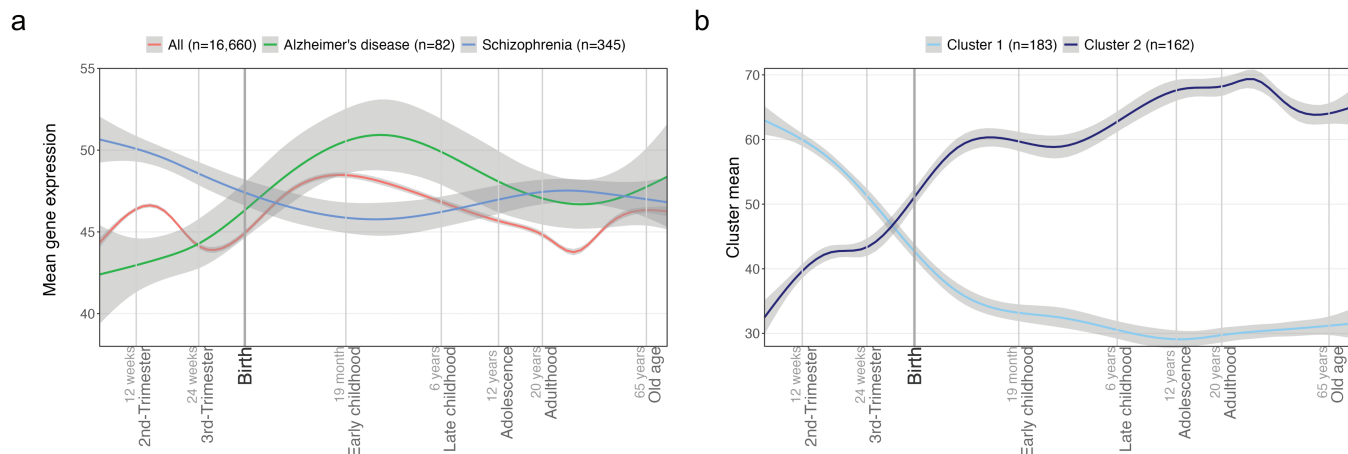 a
All (n=16,660) Alzheimer's disease (n=82) Schizophrenia (n=345)
Mean gene expression
55
50
45
40
12 weeks
2nd-Trimester
24 weeks
3rd-Trimester
Birth
19 month
Early childhood
6 years
Late childhood
12 years
Adolescence
20 years
Adulthood
65 years
Old age
b
Cluster 1 (n=183) Cluster 2 (n=162)
Cluster mean
70
60
50
40
30
12 weeks
2nd-Trimester
24 weeks
3rd-Trimester
Birth
19 month
Early childhood
6 years
Late childhood
12 years
Adolescence
20 years
Adulthood
65 years
Old age